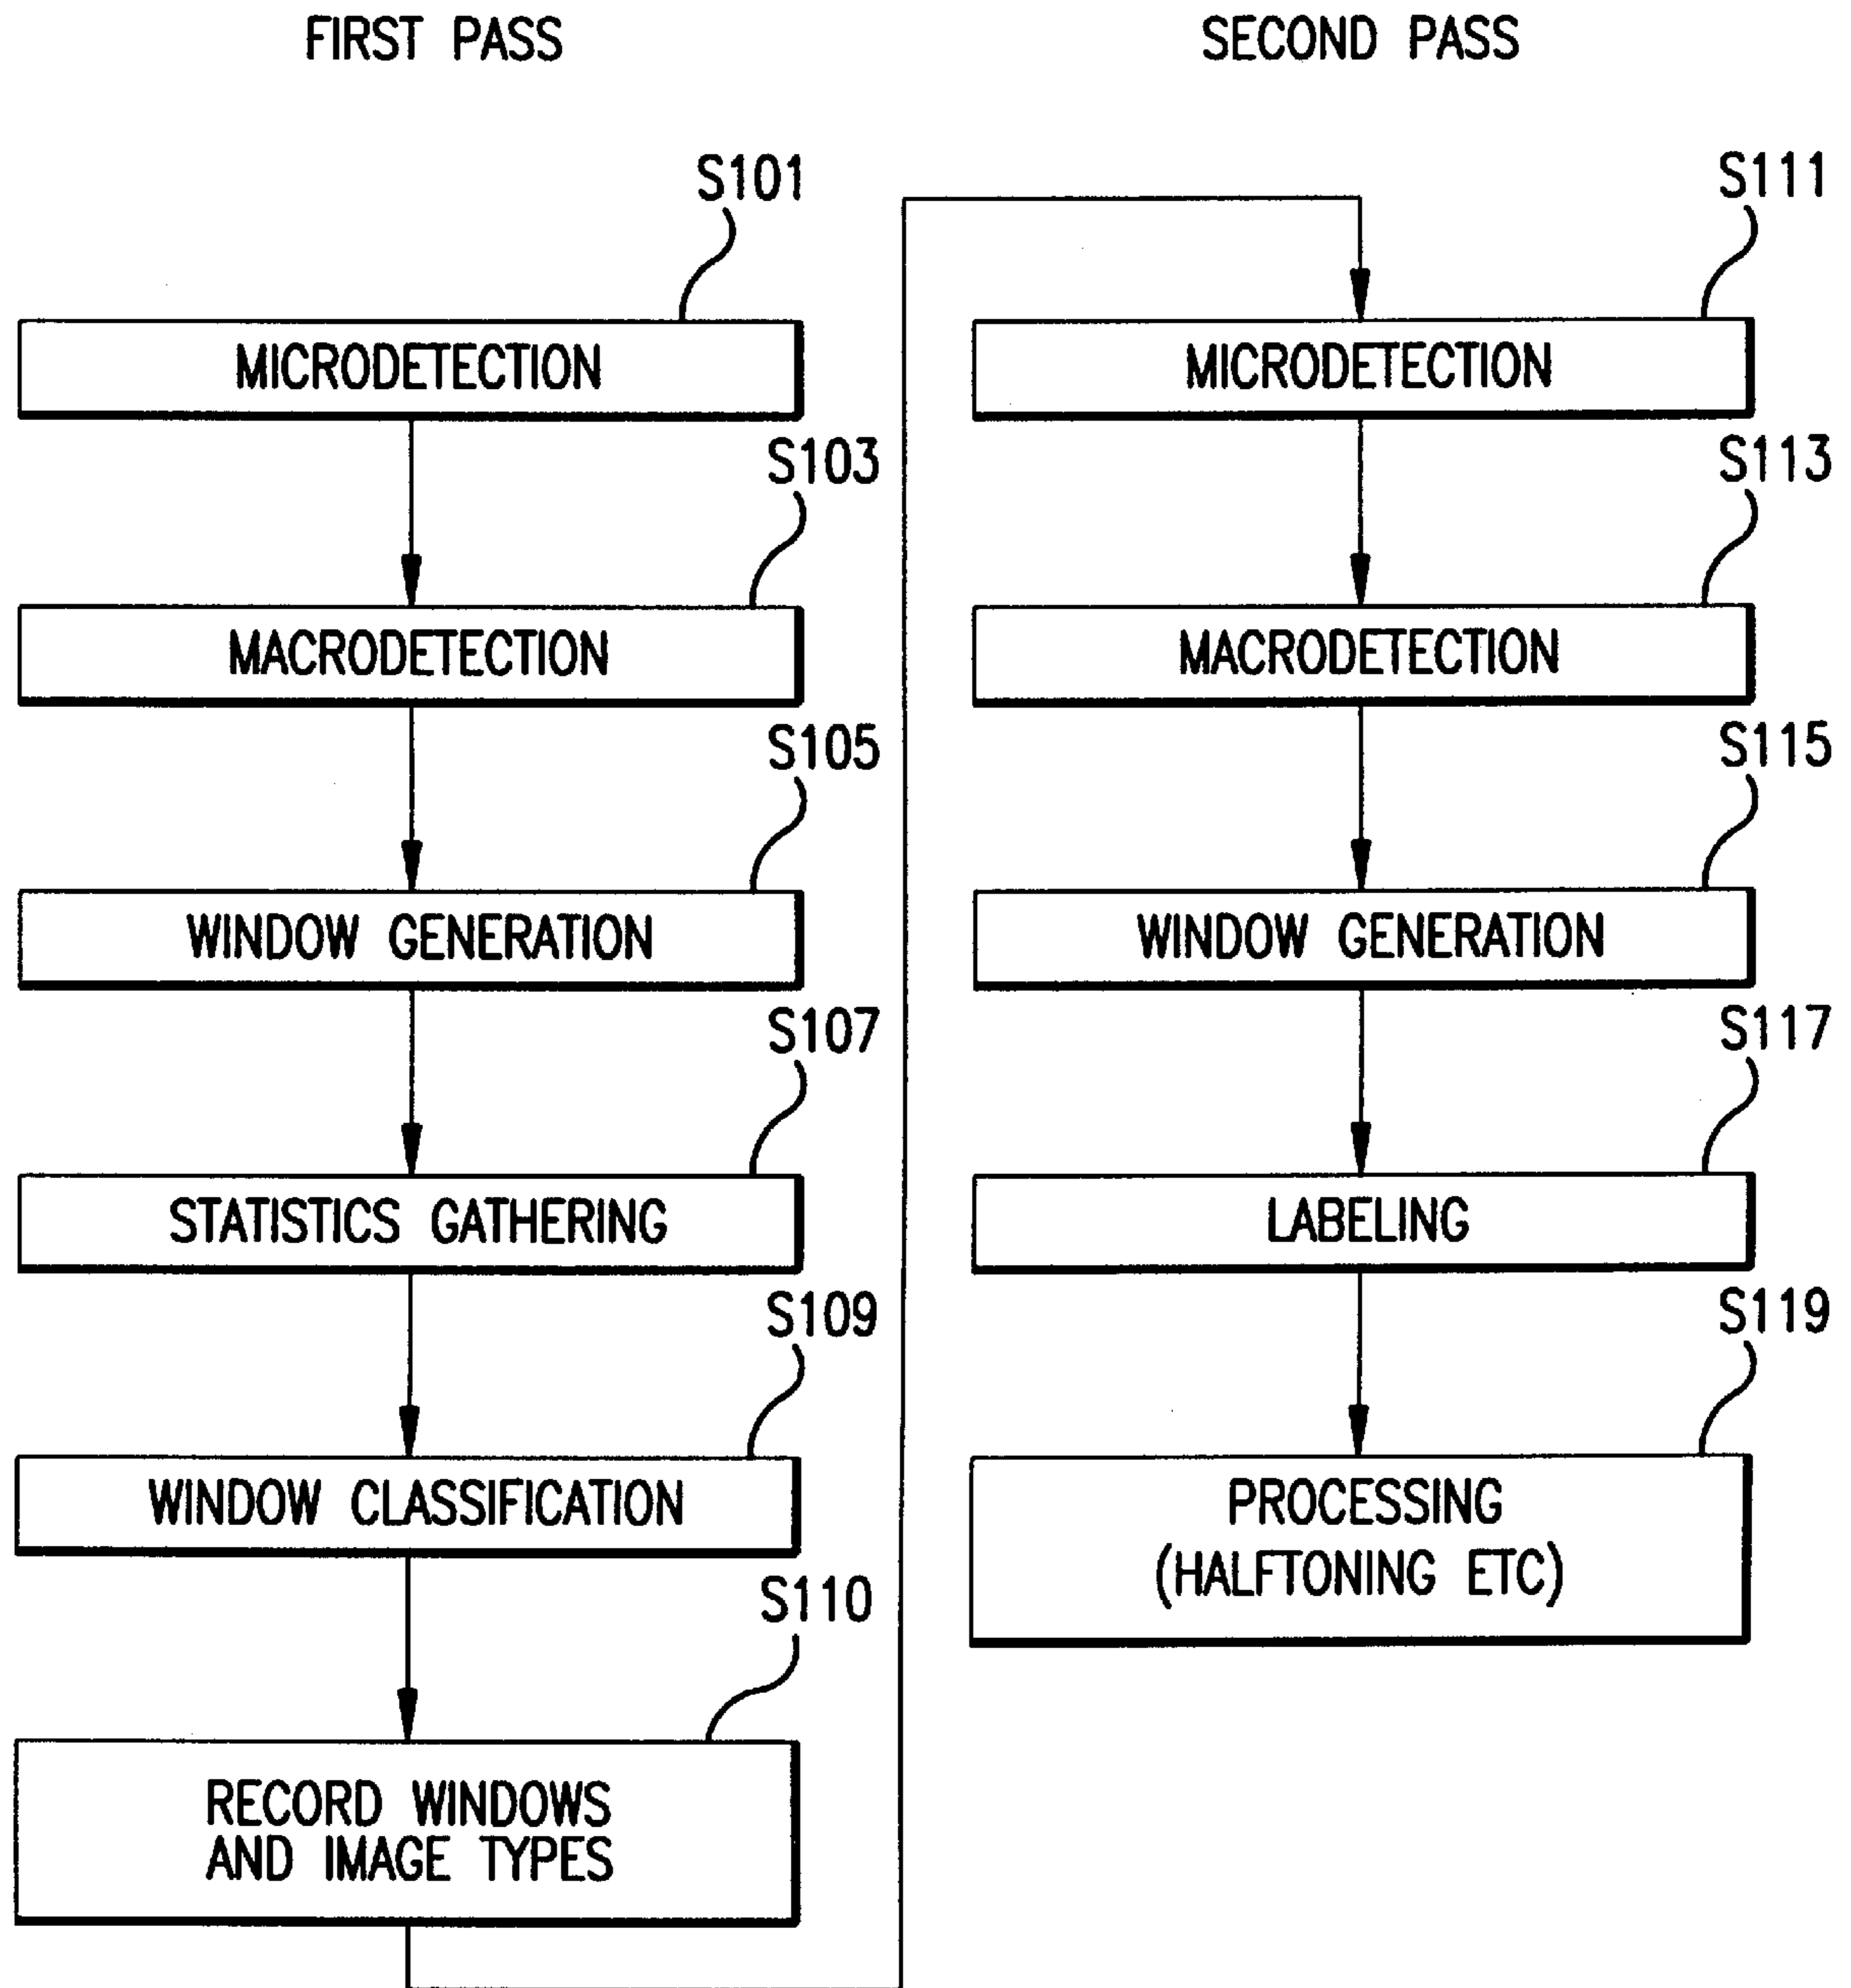 FIRST PASS
S101
MICRODETECTION
S103
MACRODETECTION
S105
WINDOW GENERATION
S107
STATISTICS GATHERING
S109
WINDOW CLASSIFICATION
S110
RECORD WINDOWS
AND IMAGE TYPES
SECOND PASS
S111
MICRODETECTION
S113
MACRODETECTION
S115
WINDOW GENERATION
S117
LABELING
S119
PROCESSING
(HALFTONING ETC)